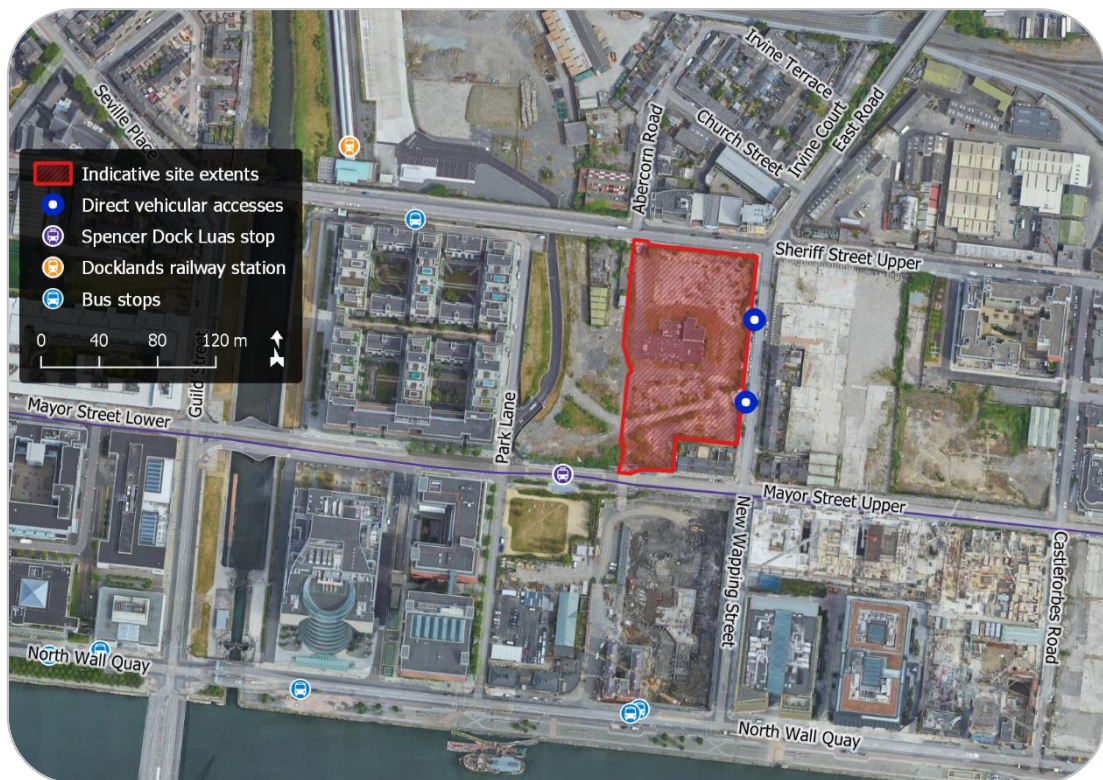 Irvine Terrace
Seville Place
Church Street
Irvine Court
East Road
Abercorn Road
Indicative site extents
Direct vehicular accesses
Spencer Dock Luas stop
Docklands railway station
Bus stops
0 40 80 120 m
Sheriff Street Upper
Guild Street
Mayor Street Lower
Park Lane
Mayor Street Upper
New Wapping Street
Castleforbes Road
North Wall Quay
North Wall Quay